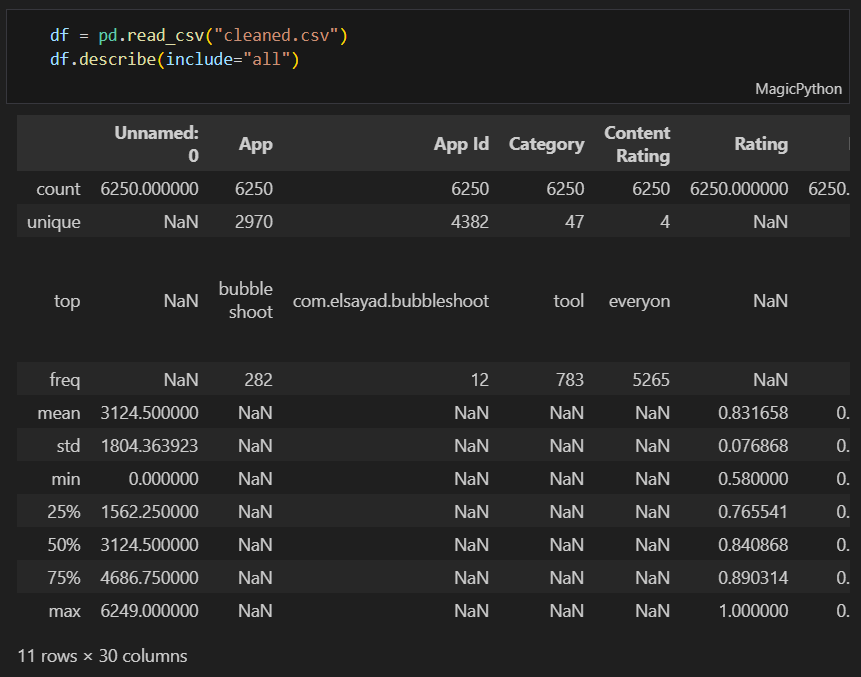 df = pd.read_csv("cleaned.csv")
df.describe(include="all")
MagicPython
Unnamed: 0 App App Id Category Content Rating Rating
count 6250.000000 6250 6250 6250 6250 6250.000000 6250.
unique NaN 2970 4382 47 4 NaN
top NaN bubble shoot com.elsayad.bubbleshoot tool everyon NaN
freq NaN 282 12 783 5265 NaN
mean 3124.500000 NaN NaN NaN NaN 0.831658 0.
std 1804.363923 NaN NaN NaN NaN 0.076868 0.
min 0.000000 NaN NaN NaN NaN 0.580000 0.
25% 1562.250000 NaN NaN NaN NaN 0.765541 0.
50% 3124.500000 NaN NaN NaN NaN 0.840868 0.
75% 4686.750000 NaN NaN NaN NaN 0.890314 0.
max 6249.000000 NaN NaN NaN NaN 1.000000 0.
11 rows × 30 columns